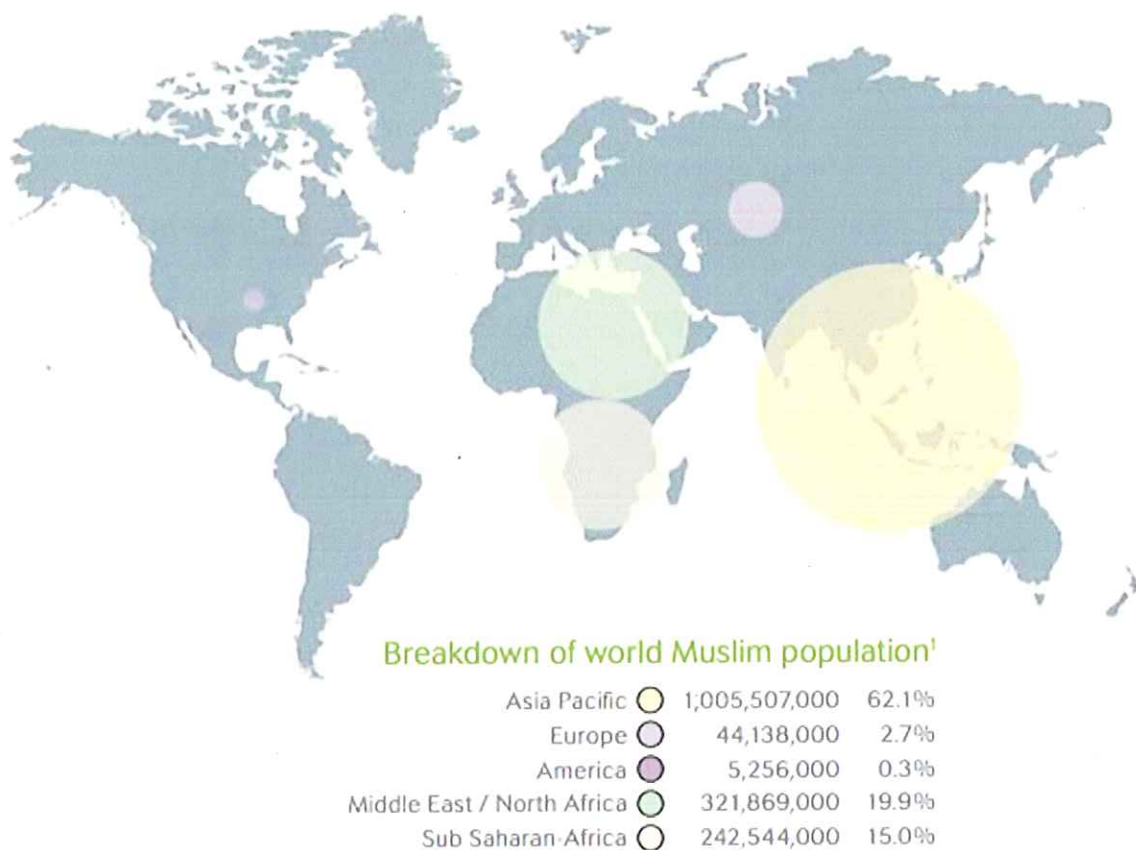 Breakdown of world Muslim population¹
Asia Pacific 1,005,507,000 62.1%
Europe 44,138,000 2.7%
America 5,256,000 0.3%
Middle East / North Africa 321,869,000 19.9%
Sub Saharan-Africa 242,544,000 15.0%